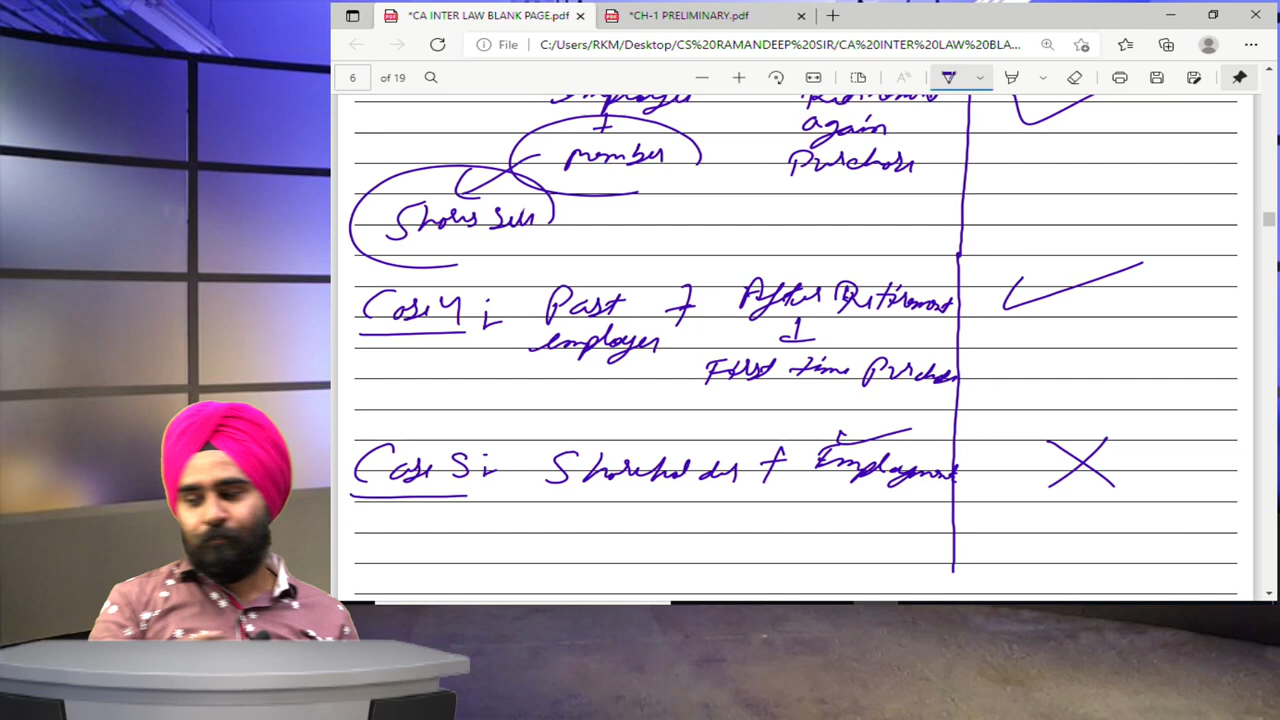 *CA INTER LAW BLANK PAGE.pdf
*CH-1 PRELIMINARY.pdf
File C:/Users/RKM/Desktop/CS%20RAMANDEEP%20SIR/CA%20INTER%20LAW%20BLA...
6 of 19
again
member Purchase
Shares sell
Case 4: Past + After Retirement
employee
First time Purchase
Case 5: Shareholder + Employment